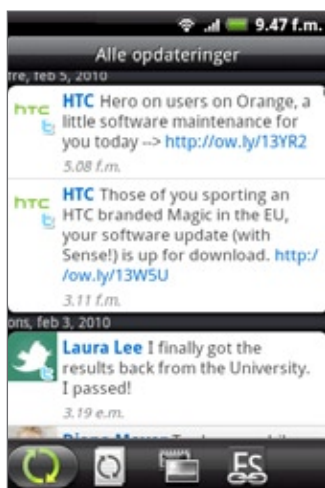 9.47 f.m.
Alle opdateringer
fre, feb 5, 2010
hTC
HTC Hero on users on Orange, a
little software maintenance for
you today --> http://ow.ly/13YR2
5.08 f.m.
hTC
HTC Those of you sporting an
HTC branded Magic in the EU,
your software update (with
Sense!) is up for download. http:/
/ow.ly/13W5U
3.11 f.m.
ons, feb 3, 2010
Laura Lee I finally got the
results back from the University.
I passed!
3.19 e.m.